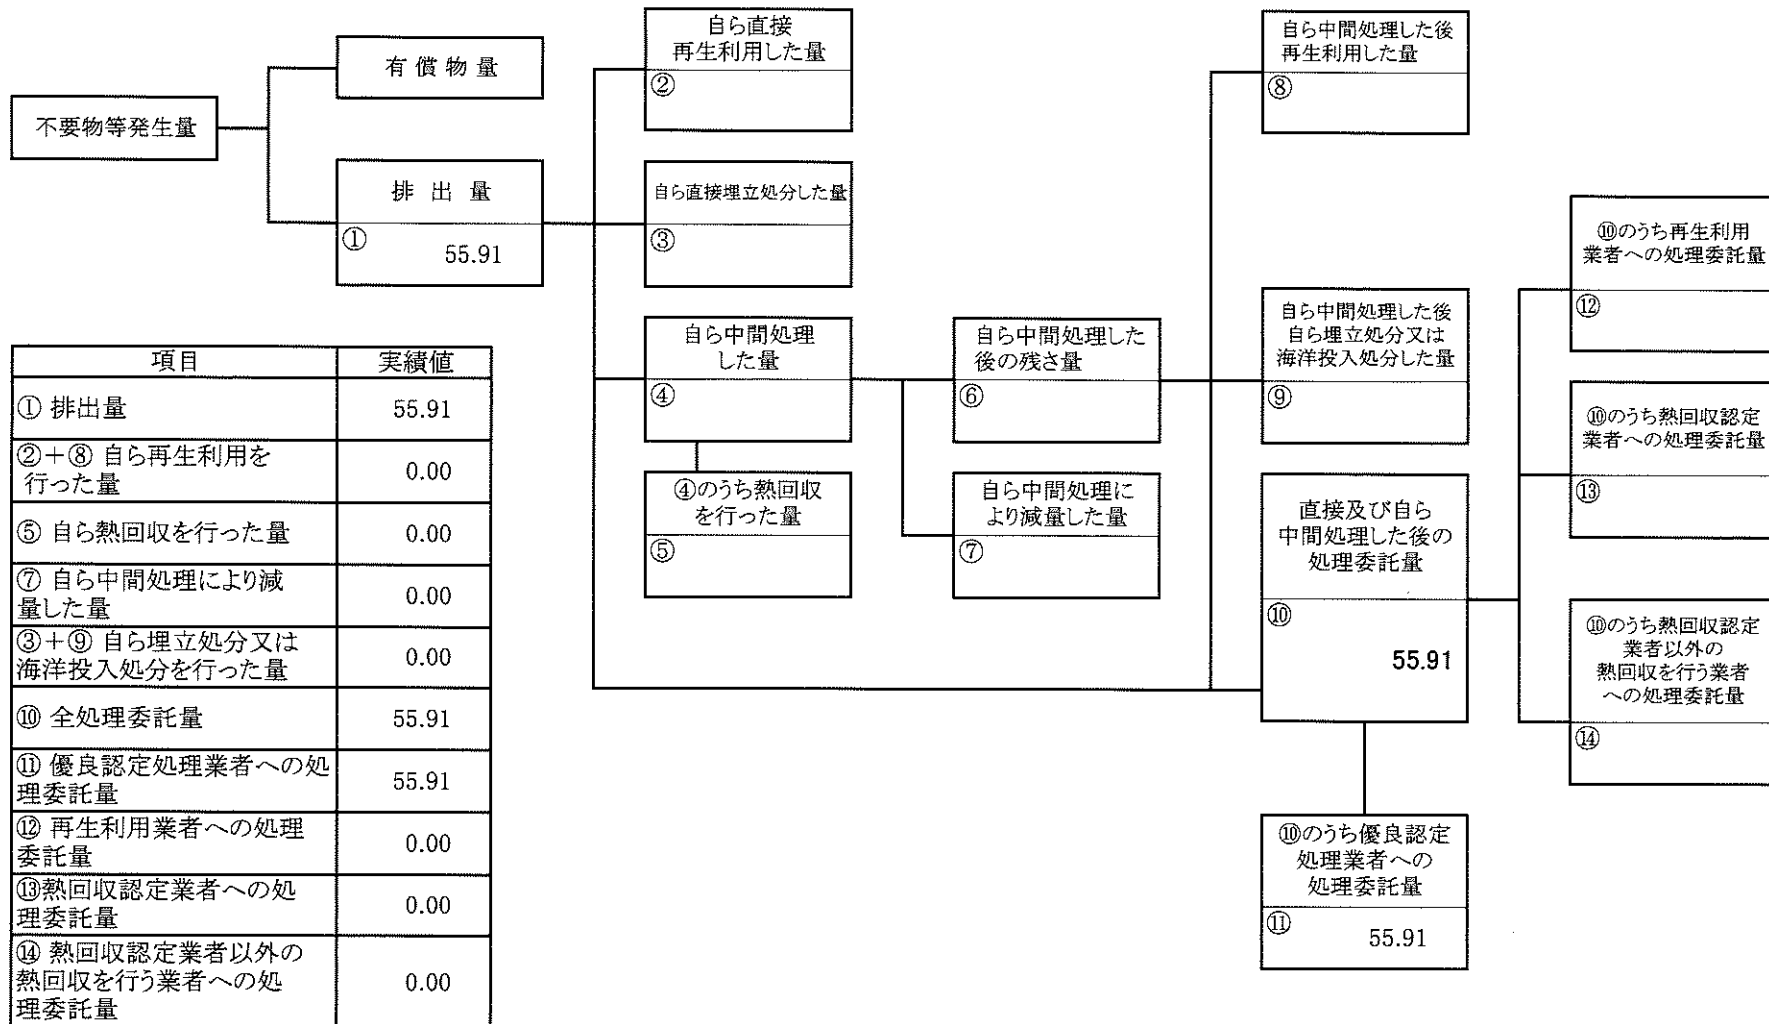 不要物等発生量
有償物量
排出量
①
55.91
自ら直接
再生利用した量
②
自ら直接埋立処分した量
③
自ら中間処理
した量
④
④のうち熱回収
を行った量
⑤
自ら中間処理した
後の残さ量
⑥
自ら中間処理に
より減量した量
⑦
自ら中間処理した後
再生利用した量
⑧
自ら中間処理した後
自ら埋立処分又は
海洋投入処分した量
⑨
直接及び自ら
中間処理した後の
処理委託量
⑩
55.91
⑩のうち優良認定
処理業者への
処理委託量
⑪
55.91
⑩のうち再生利用
業者への処理委託量
⑫
⑩のうち熱回収認定
業者への処理委託量
⑬
⑩のうち熱回収認定
業者以外の
熱回収を行う業者
への処理委託量
⑭
項目 実績値
① 排出量 55.91
②+⑧ 自ら再生利用を
行った量 0.00
⑤ 自ら熱回収を行った量 0.00
⑦ 自ら中間処理により減
量した量 0.00
③+⑨ 自ら埋立処分又は
海洋投入処分を行った量 0.00
⑩ 全処理委託量 55.91
⑪ 優良認定処理業者への処
理委託量 55.91
⑫ 再生利用業者への処理
委託量 0.00
⑬熱回収認定業者への処
理委託量 0.00
⑭ 熱回収認定業者以外の
熱回収を行う業者への処
理委託量 0.00